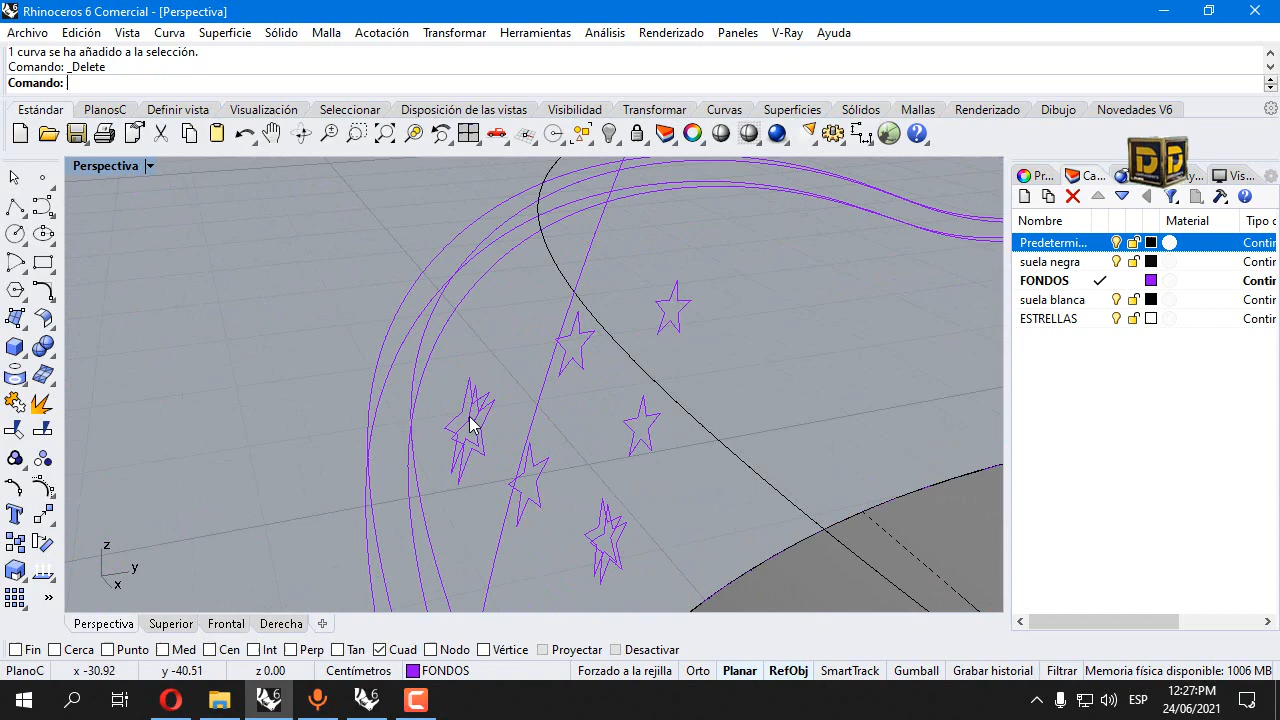 Rhinoceros 6 Comercial - [Perspectiva]
Archivo Edición Vista Curva Superficie Sólido Malla Acotación Transformar Herramientas Análisis Renderizado Paneles V-Ray Ayuda
1 curva se ha añadido a la selección.
Comando: _Delete
Comando:
Estándar PlanosC Definir vista Visualización Seleccionar Disposición de las vistas Visibilidad Transformar Curvas Superficies Sólidos Mallas Renderizado Dibujo Novedades V6
Perspectiva
Pr... Ca... y... Vis...
Nombre Material Tipo c
Predetermi... Contir
suela negra Contir
FONDOS Contir
suela blanca Contir
ESTRELLAS Contir
z
y
x
Perspectiva Superior Frontal Derecha
Fin Cerca Punto Med Cen Int Perp Tan Cuad Nodo Vértice Proyectar Desactivar
PlanoC x -30.92 y -40.51 z 0.00 Centímetros FONDOS Forzado a la rejilla Orto Planar RefObj SmartTrack Gumball Grabar historial Filtrar Memoria física disponible: 1006 MB
ESP
12:27:PM
24/06/2021